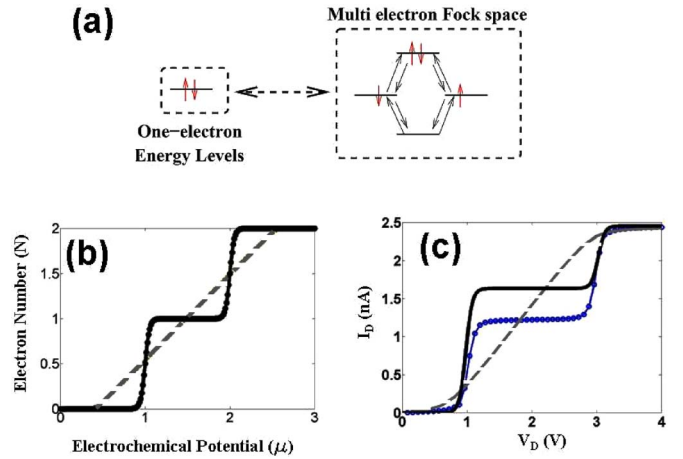 (a)
Multi electron Fock space
One−electron
Energy Levels
(b)
Electron Number (N)
2
1.5
1
0.5
0
0 1 2 3
Electrochemical Potential (μ)
(c)
I_D (nA)
2.5
2
1.5
1
0.5
0
0 1 2 3 4
V_D (V)